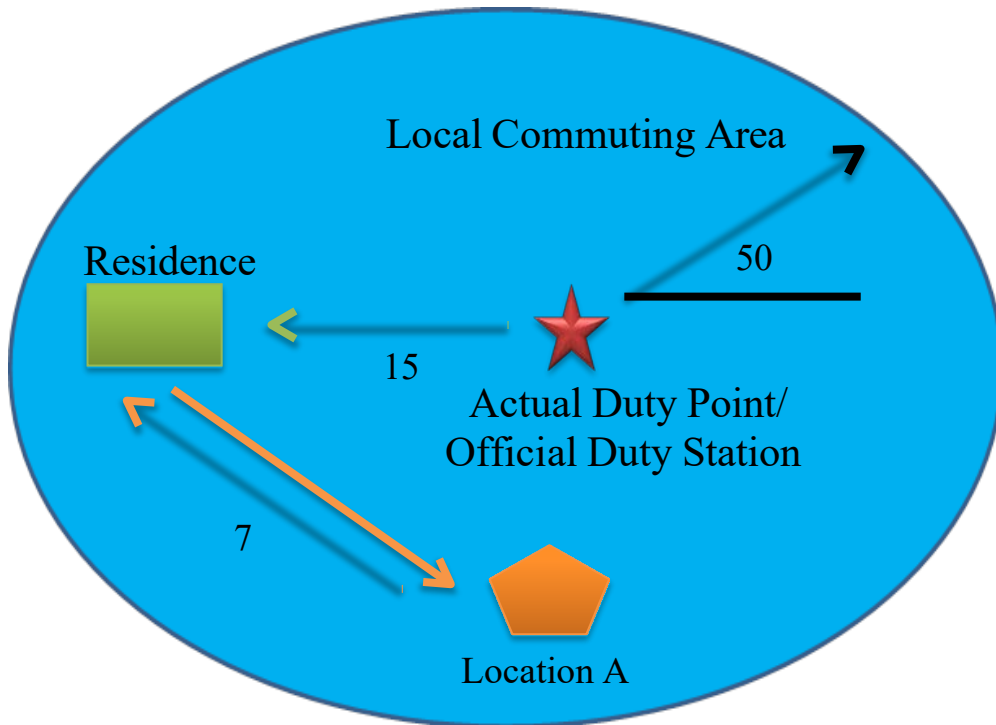 Local Commuting Area
Residence
50
15
Actual Duty Point/
Official Duty Station
7
Location A